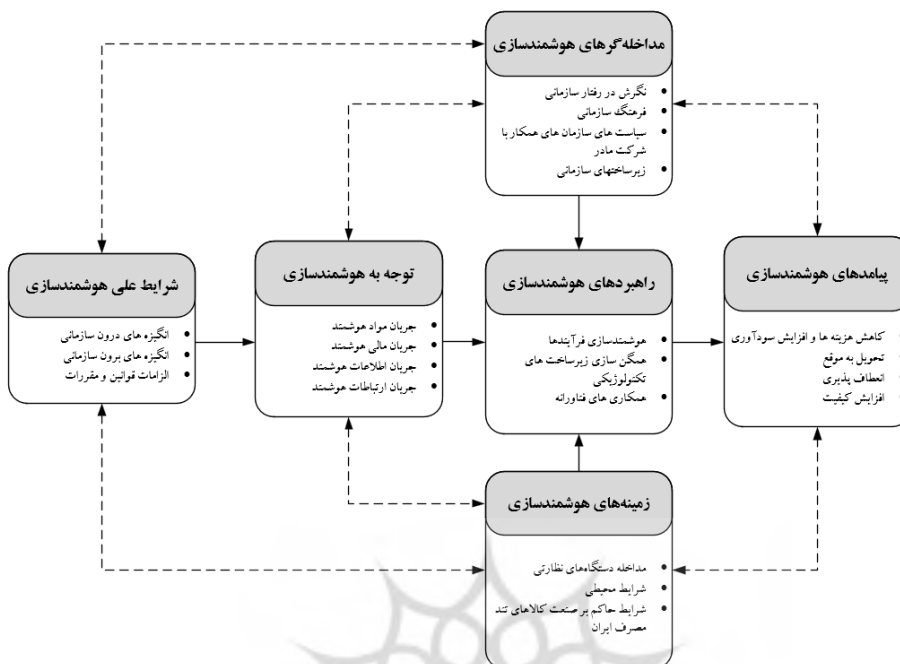 مداخله‌گرهای هوشمندسازی
• نگرش در رفتار سازمانی
• فرهنگ سازمانی
• سیاست های سازمان های همکار با
شرکت مادر
• زیرساختهای سازمانی
شرایط علی هوشمندسازی
• انگیزه های درون سازمانی
• انگیزه های برون سازمانی
• الزامات قوانین و مقررات
توجه به هوشمندسازی
• جریان مواد هوشمند
• جریان مالی هوشمند
• جریان اطلاعات هوشمند
• جریان ارتباطات هوشمند
راهبردهای هوشمندسازی
• هوشمندسازی فرآیندها
• همگن سازی زیرساخت های
تکنولوژیکی
• همکاری های فناورانه
پیامدهای هوشمندسازی
• کاهش هزینه ها و افزایش سودآوری
• تحویل به موقع
• انعطاف پذیری
• افزایش کیفیت
زمینه‌های هوشمندسازی
• مداخله دستگاه‌های نظارتی
• شرایط محیطی
• شرایط حاکم بر صنعت کالاهای تند
مصرف ایران